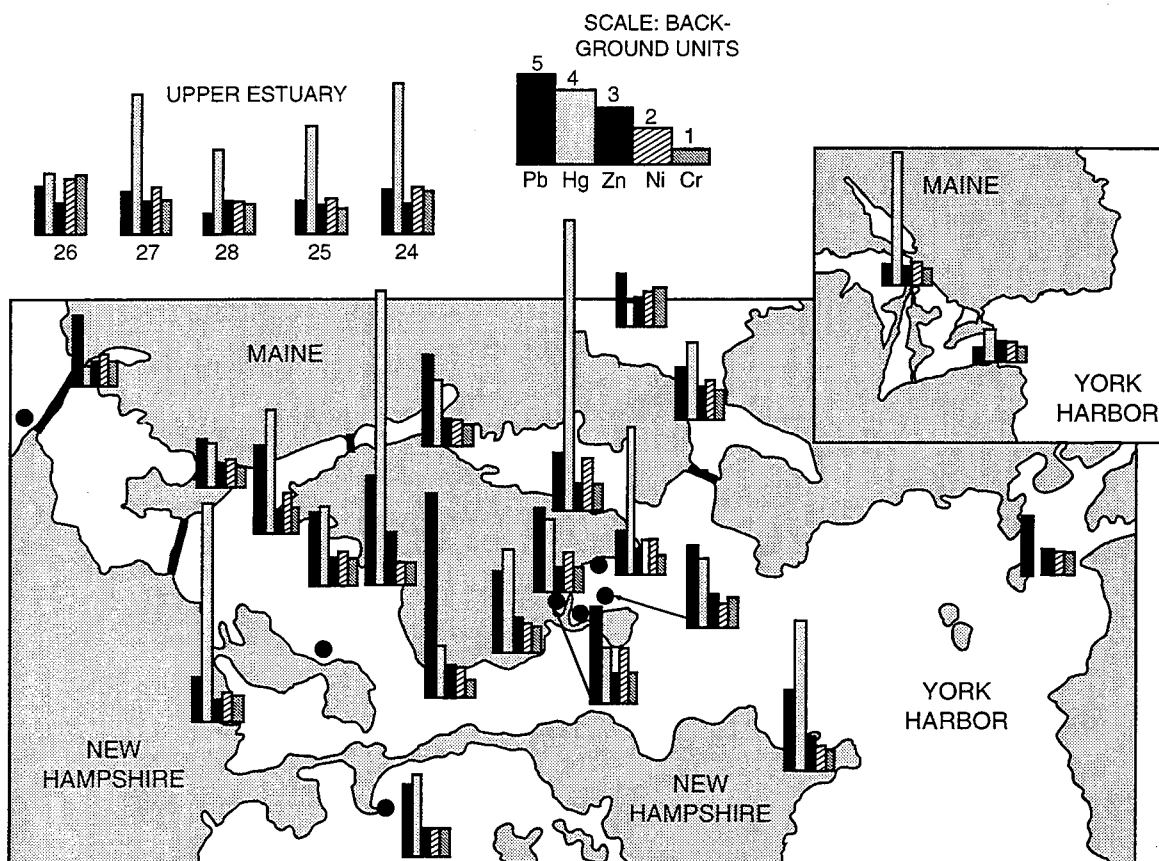 SCALE: BACK-
GROUND UNITS
5
4
3
2
1
Pb Hg Zn Ni Cr
UPPER ESTUARY
26 27 28 25 24
MAINE
YORK
HARBOR
MAINE
YORK
HARBOR
NEW
HAMPSHIRE
NEW
HAMPSHIRE